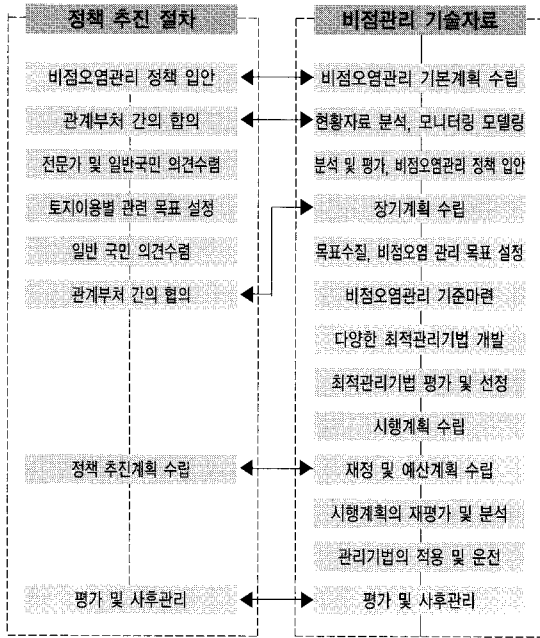 정책 추진 절차
비점오염관리 정책 입안
관계부처 간의 합의
전문가 및 일반국민 의견수렴
토지이용별 관련 목표 설정
일반 국민 의견수렴
관계부처 간의 협의
정책 추진계획 수립
평가 및 사후관리
비점관리 기술자료
비점오염관리 기본계획 수립
현황자료 분석, 모니터링 모델링
분석 및 평가, 비점오염관리 정책 입안
장기계획 수립
목표수질, 비점오염 관리 목표 설정
비점오염관리 기준마련
다양한 최적관리기법 개발
최적관리기법 평가 및 선정
시행계획 수립
재정 및 예산계획 수립
시행계획의 재평가 및 분석
관리기법의 적용 및 운전
평가 및 사후관리